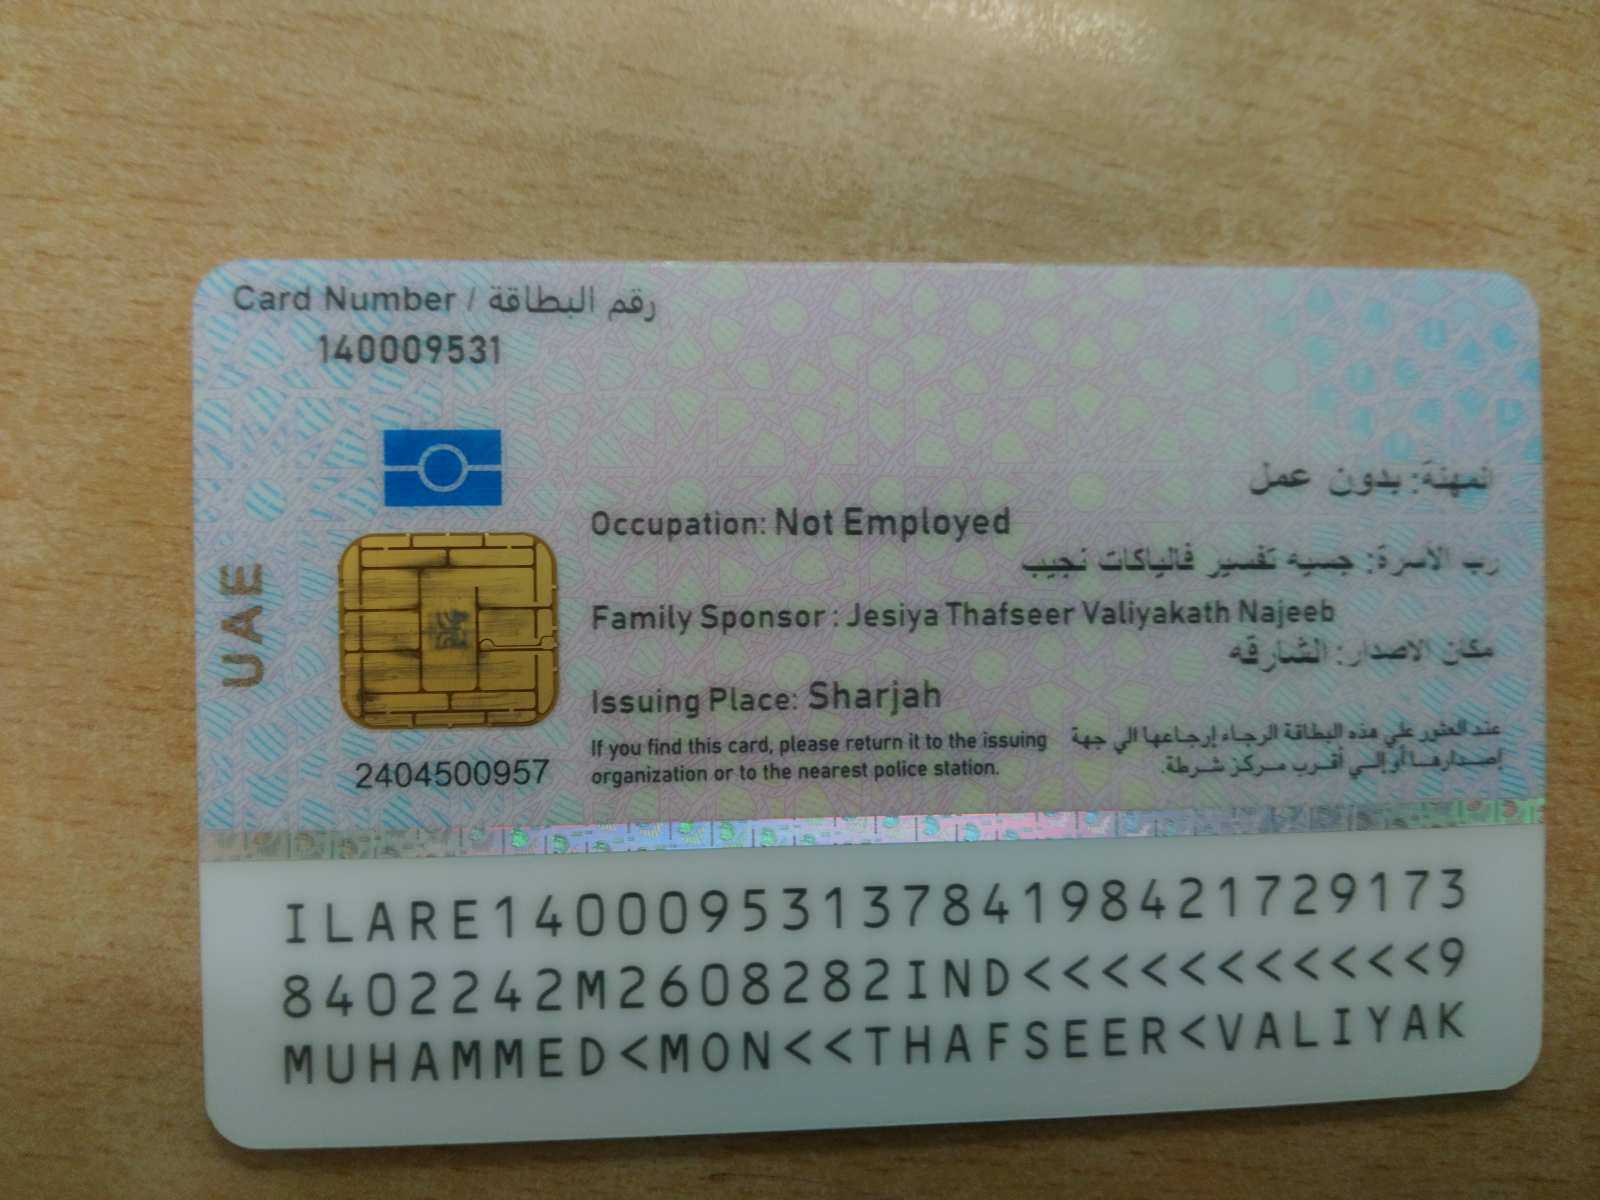 Card Number / رقم البطاقة
140009531
المهنة: بدون عمل
Occupation: Not Employed
رب الأسرة: جسيه تفسير فالياكات نجيب
Family Sponsor : Jesiya Thafseer Valiyakath Najeeb
مكان الاصدار: الشارقه
Issuing Place: Sharjah
UAE
عند العثور علي هذه البطاقة الرجاء إرجاعها الي جهة
إصدارها أو إلى أقرب مركز شرطة.
If you find this card, please return it to the issuing
organization or to the nearest police station.
2404500957
ILARE1400095313784198421729173
8402242M2608282IND<<<<<<<<<<<9
MUHAMMED<MON<<THAFSEER<VALIYAK